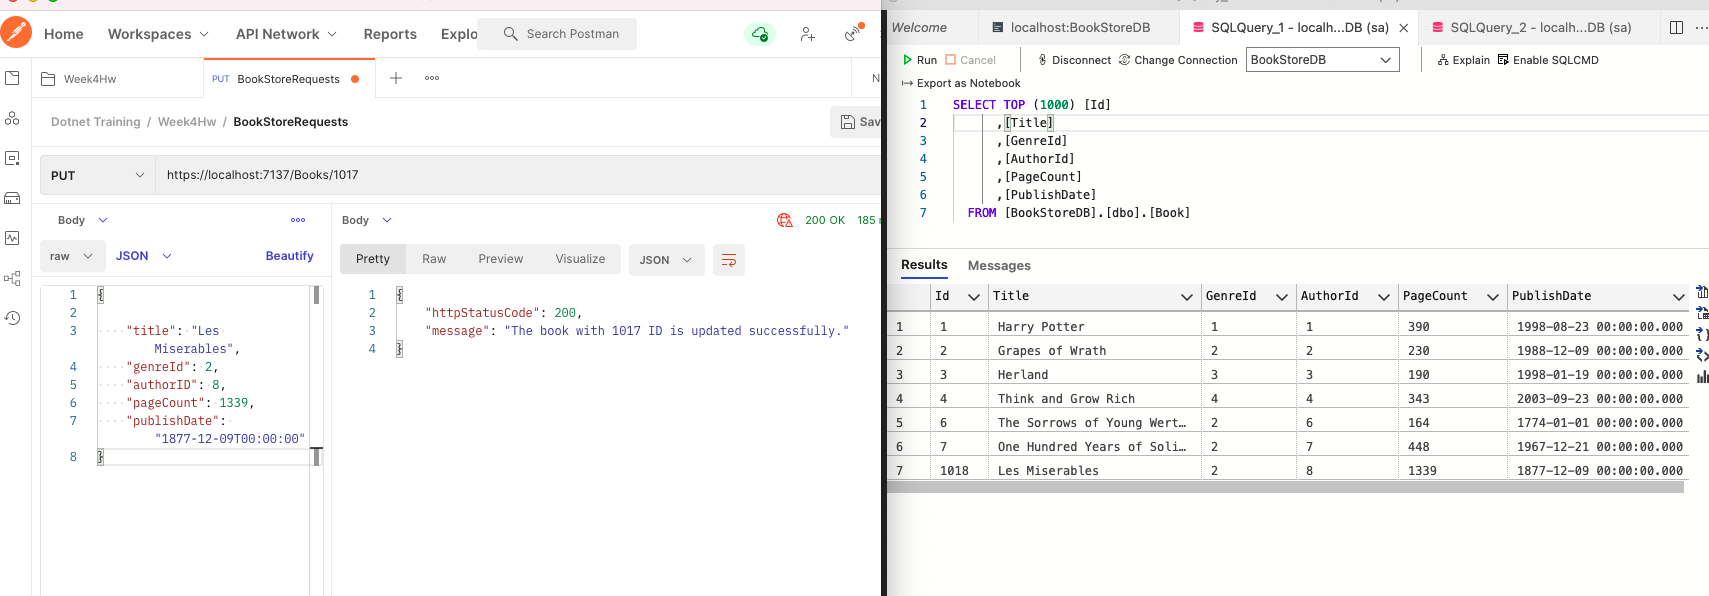 Home Workspaces API Network Reports Explo Search Postman
Week4Hw PUT BookStoreRequests N
Dotnet Training / Week4Hw / BookStoreRequests Sav
PUT https://localhost:7137/Books/1017
Body
raw JSON Beautify
1 {
2
3 "title": "Les
Miserables",
4 "genreId": 2,
5 "authorID": 8,
6 "pageCount": 1339,
7 "publishDate":
"1877-12-09T00:00:00"
8 }
Body 200 OK 185
Pretty Raw Preview Visualize JSON
1 {
2 "httpStatusCode": 200,
3 "message": "The book with 1017 ID is updated successfully."
4 }
Welcome localhost:BookStoreDB SQLQuery_1 - localh...DB (sa) SQLQuery_2 - localh...DB (sa)
Run Cancel Disconnect Change Connection BookStoreDB Explain Enable SQLCMD
Export as Notebook
1 SELECT TOP (1000) [Id]
2 ,[Title]
3 ,[GenreId]
4 ,[AuthorId]
5 ,[PageCount]
6 ,[PublishDate]
7 FROM [BookStoreDB].[dbo].[Book]
Results Messages
Id Title GenreId AuthorId PageCount PublishDate
1 1 Harry Potter 1 1 390 1998-08-23 00:00:00.000
2 2 Grapes of Wrath 2 2 230 1988-12-09 00:00:00.000
3 3 Herland 3 3 190 1998-01-19 00:00:00.000
4 4 Think and Grow Rich 4 4 343 2003-09-23 00:00:00.000
5 6 The Sorrows of Young Wert… 2 6 164 1774-01-01 00:00:00.000
6 7 One Hundred Years of Soli… 2 7 448 1967-12-21 00:00:00.000
7 1018 Les Miserables 2 8 1339 1877-12-09 00:00:00.000